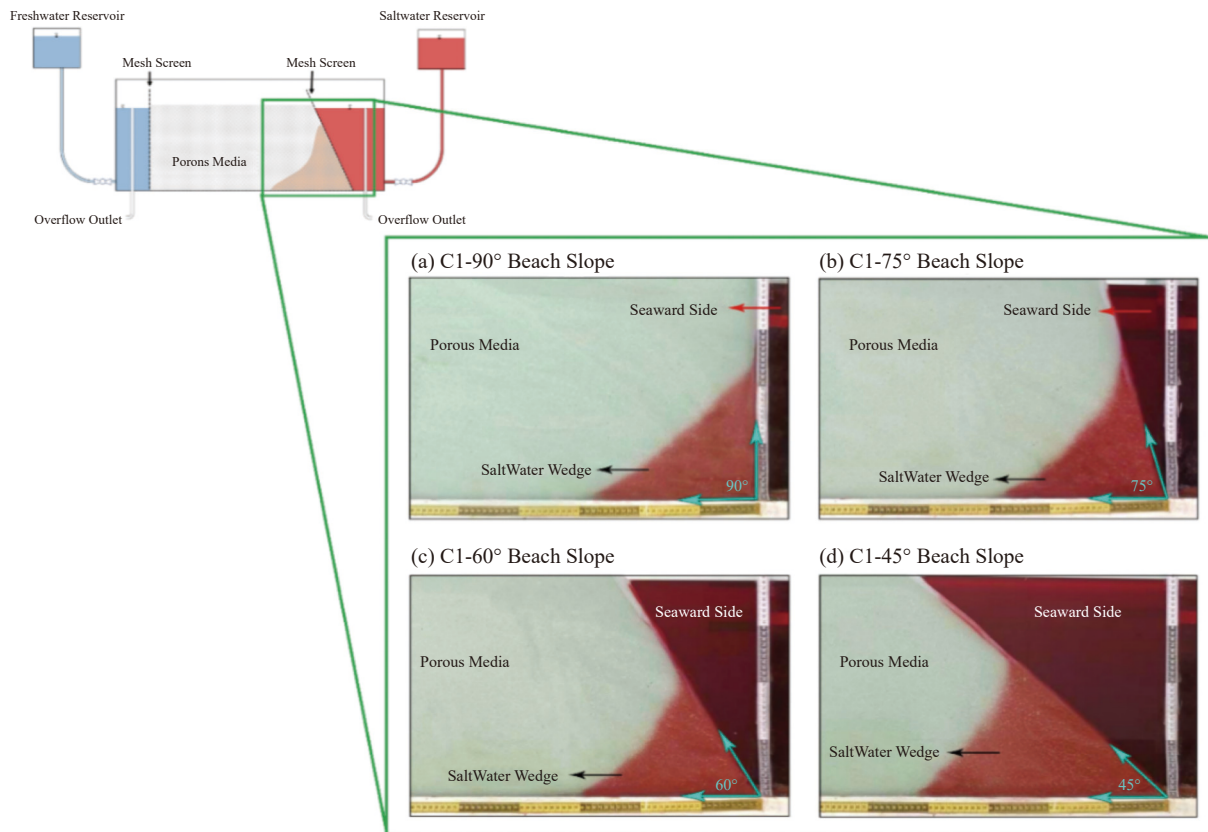 Freshwater Reservoir
Saltwater Reservoir
Mesh Screen
Mesh Screen
Porons Media
Overflow Outlet
Overflow Outlet
(a) C1-90° Beach Slope
Seaward Side
Porous Media
SaltWater Wedge
90°
(b) C1-75° Beach Slope
Seaward Side
Porous Media
SaltWater Wedge
75°
(c) C1-60° Beach Slope
Seaward Side
Porous Media
SaltWater Wedge
60°
(d) C1-45° Beach Slope
Seaward Side
Porous Media
SaltWater Wedge
45°